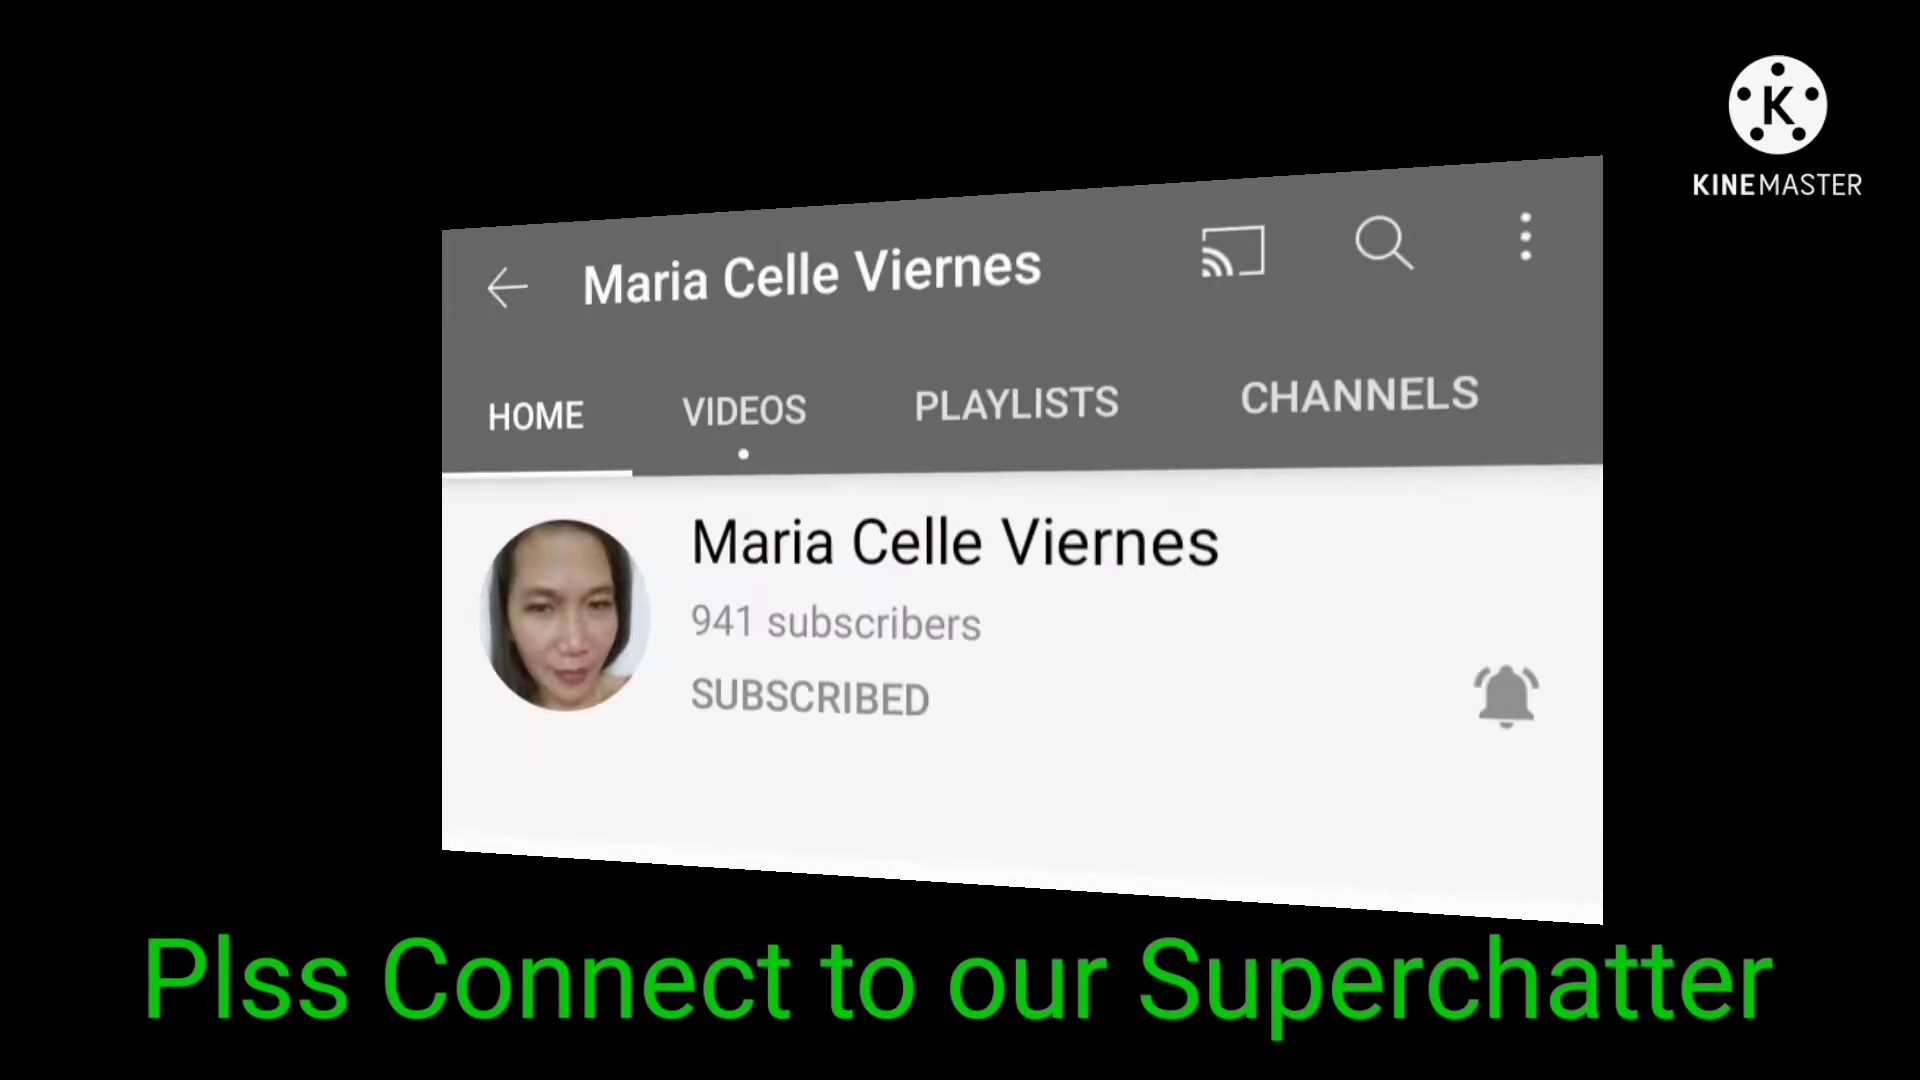 K
KINEMASTER
Maria Celle Viernes
HOME VIDEOS PLAYLISTS CHANNELS
Maria Celle Viernes
941 subscribers
SUBSCRIBED
Plss Connect to our Superchatter